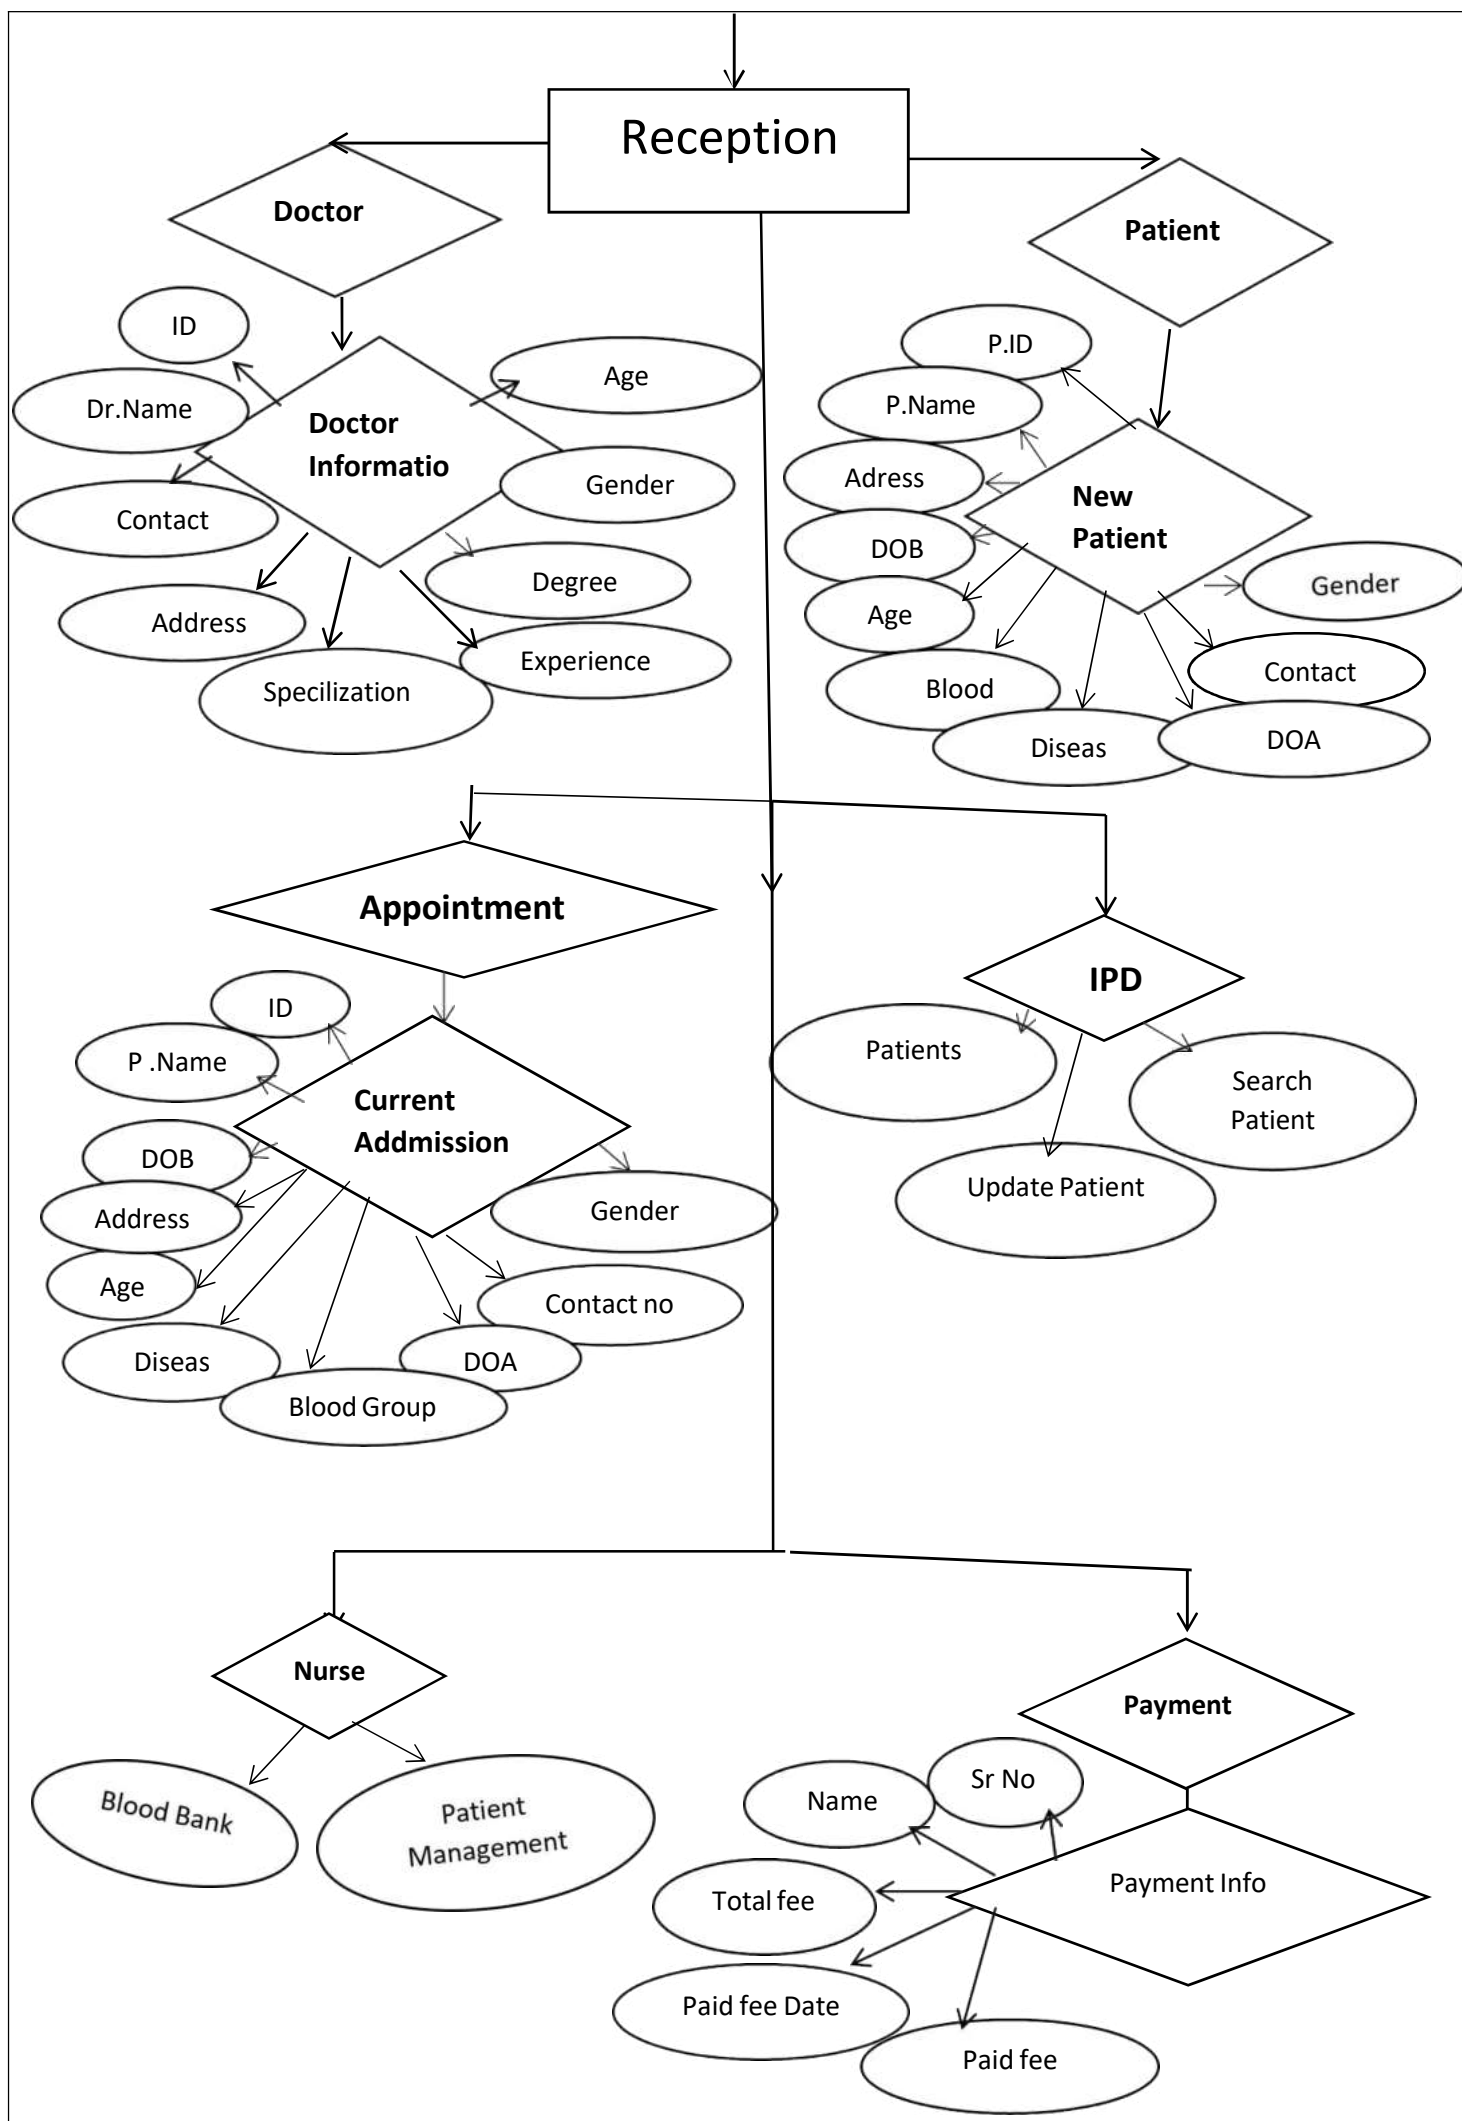 Reception
Doctor
Patient
ID
Age
P.ID
Dr.Name
P.Name
Doctor
Informatio
Gender
Adress
New
Patient
Contact
DOB
Degree
Gender
Address
Age
Experience
Contact
Specilization
Blood
Diseas
DOA
Appointment
IPD
ID
P .Name
Patients
Search
Patient
Current
Addmission
DOB
Update Patient
Address
Gender
Age
Contact no
Diseas
DOA
Blood Group
Nurse
Payment
Blood Bank
Patient
Management
Name
Sr No
Payment Info
Total fee
Paid fee Date
Paid fee